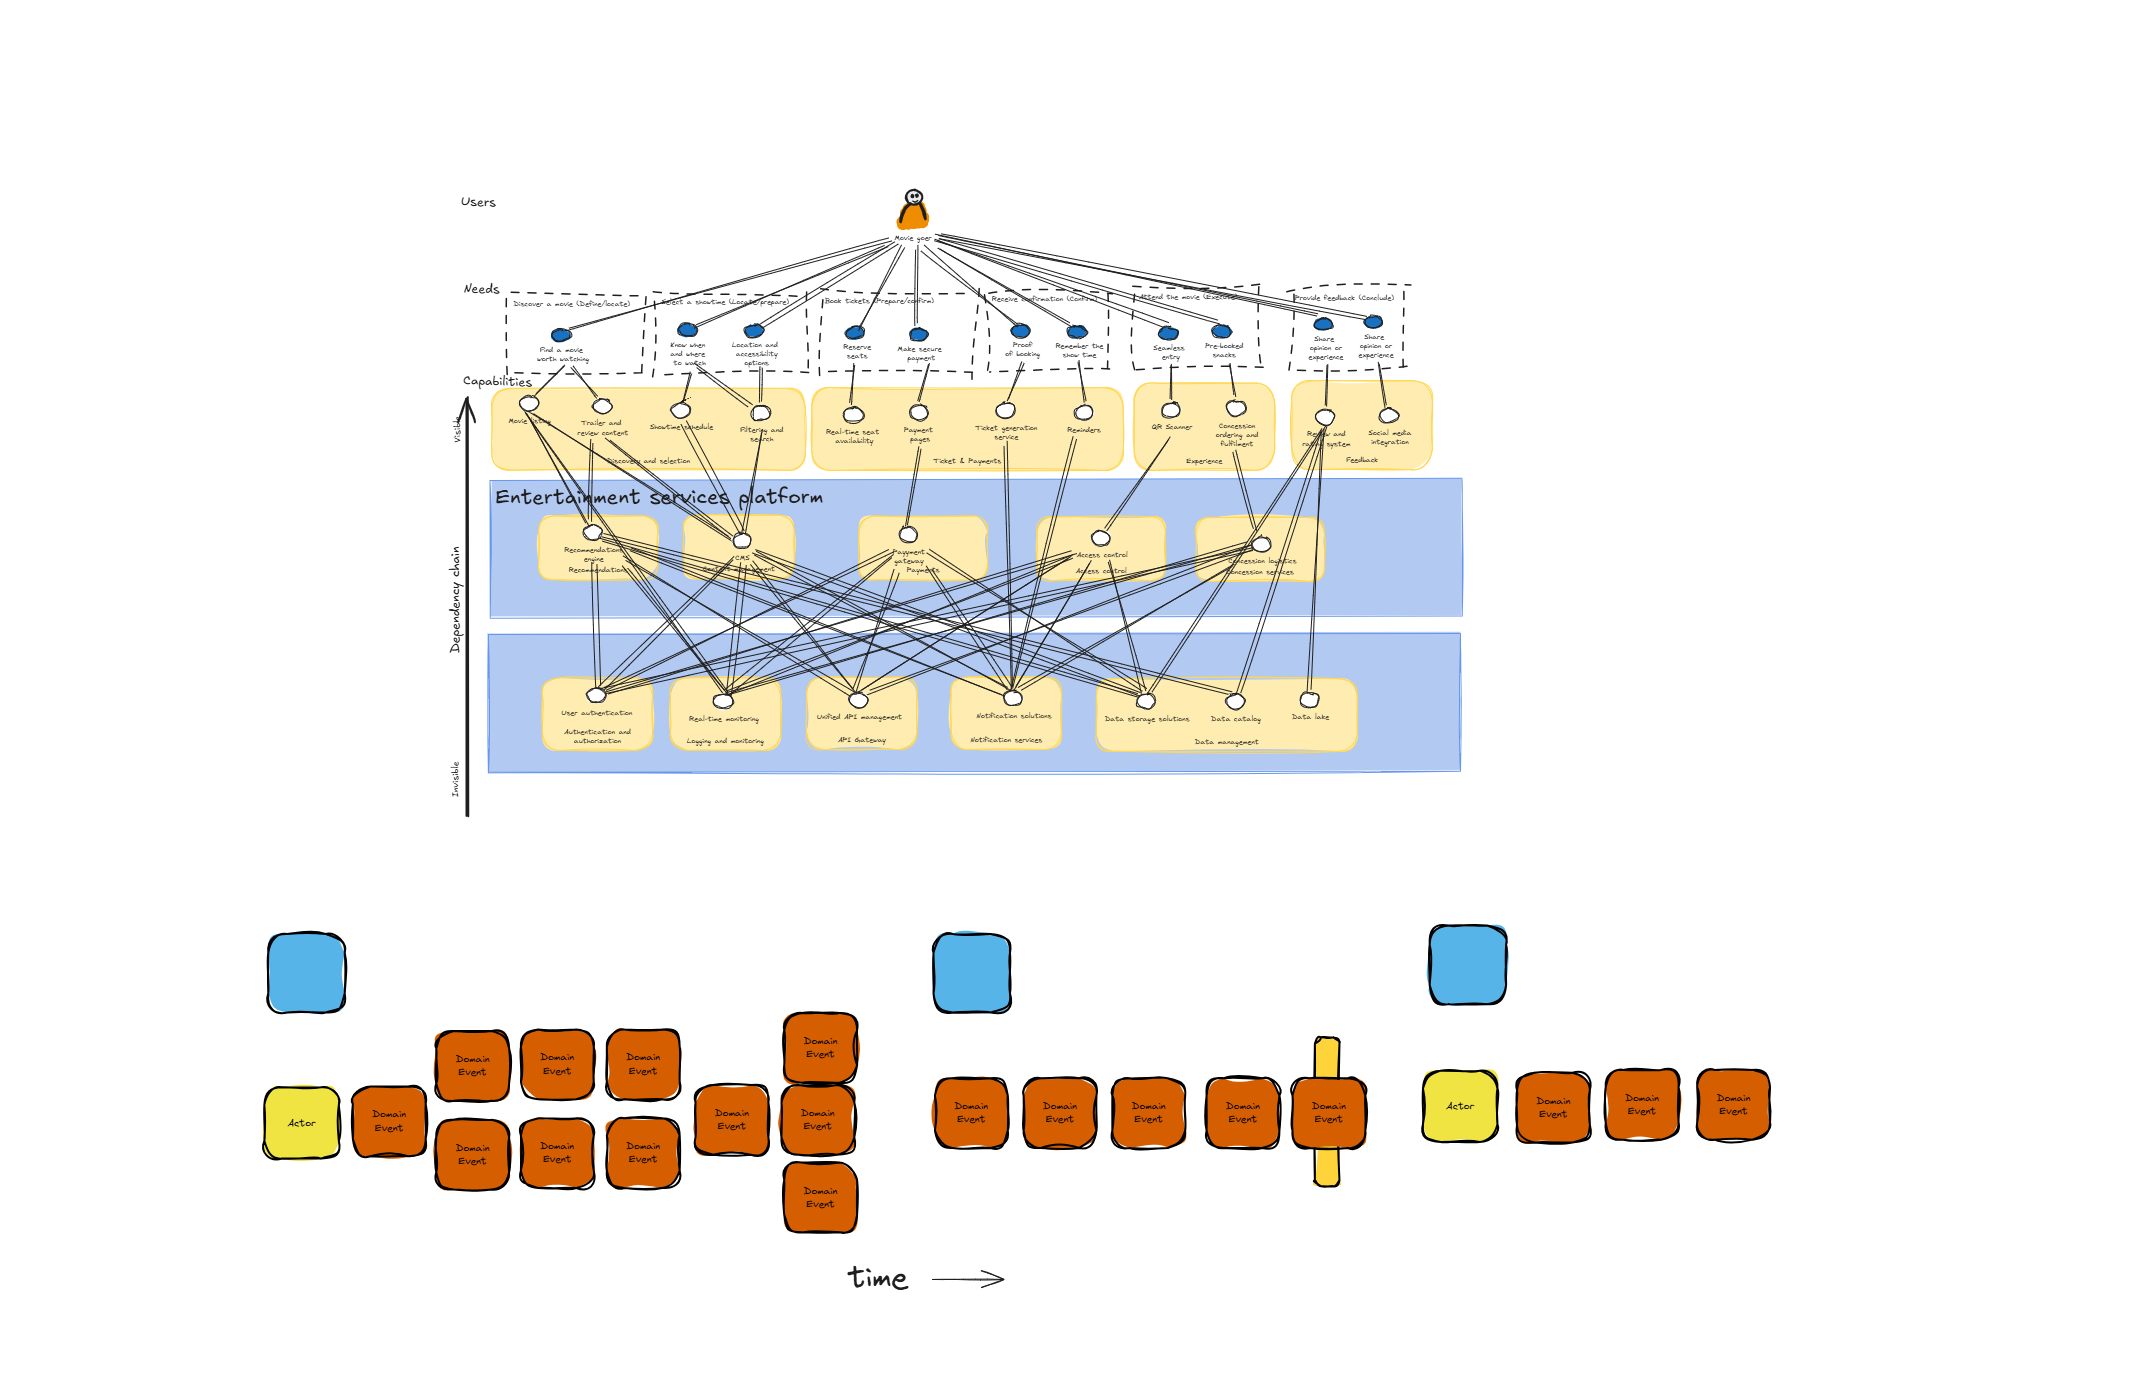 Users
Movie goer
Needs
Discover a movie (Define/locate)
Select a showtime (Locate/prepare)
Book tickets (Prepare/confirm)
Receive confirmation (Confirm)
Attend the movie (Execute)
Provide feedback (Conclude)
Find a movie
worth watching
Know when
and where
to watch
Location and
accessibility
options
Reserve
seats
Make secure
payment
Proof
of booking
Remember the
show time
Seamless
entry
Pre-booked
snacks
Share
opinion or
experience
Share
opinion or
experience
Capabilities
Visible
Dependency chain
Invisible
Movie listing
Trailer and
review content
Showtime schedule
Filtering and
search
Discovery and selection
Real-time seat
availability
Payment
pages
Ticket generation
service
Reminders
Ticket & Payments
QR Scanner
Concession
ordering and
fulfilment
Experience
Review and
rating system
Social media
integration
Feedback
Entertainment services platform
Recommendations
engine
Recommendations
CMS
Content management
Payyment
gateway
Payments
Access control
Access control
Concession logistics
Concession services
User authentication
Authentication and
authorization
Real-time monitoring
Logging and monitoring
Unified API management
API Gateway
Notification solutions
Notification services
Data storage solutions
Data catalog
Data lake
Data management
Actor
Domain
Event
Domain
Event
Domain
Event
Domain
Event
Domain
Event
Domain
Event
Domain
Event
Domain
Event
Domain
Event
Domain
Event
Domain
Event
Domain
Event
Domain
Event
Domain
Event
Domain
Event
Domain
Event
Actor
Domain
Event
Domain
Event
Domain
Event
time